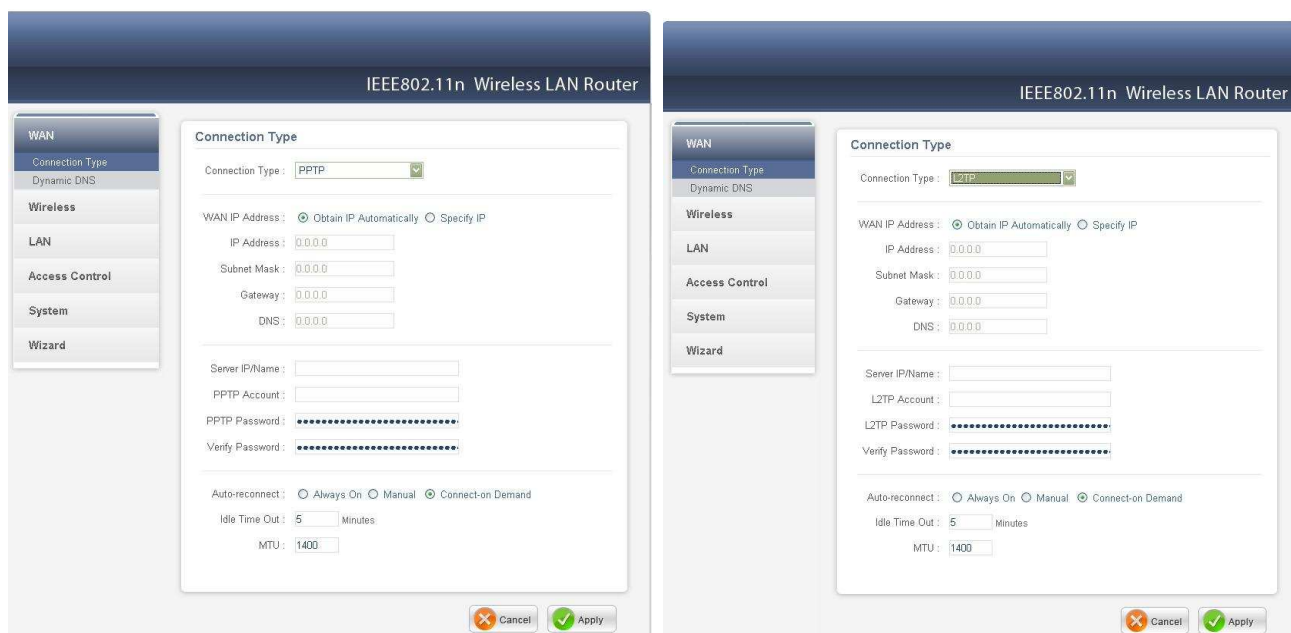 IEEE802.11n Wireless LAN Router
WAN
Connection Type
Dynamic DNS
Wireless
LAN
Access Control
System
Wizard
Connection Type
Connection Type : PPTP
WAN IP Address : Obtain IP Automatically Specify IP
IP Address : 0.0.0.0
Subnet Mask : 0.0.0.0
Gateway : 0.0.0.0
DNS : 0.0.0.0
Server IP/Name :
PPTP Account :
PPTP Password : •••••••••••••••••••••••••••
Verify Password : •••••••••••••••••••••••••••
Auto-reconnect : Always On Manual Connect-on Demand
Idle Time Out : 5 Minutes
MTU : 1400
Cancel Apply
IEEE802.11n Wireless LAN Router
WAN
Connection Type
Dynamic DNS
Wireless
LAN
Access Control
System
Wizard
Connection Type
Connection Type : L2TP
WAN IP Address : Obtain IP Automatically Specify IP
IP Address : 0.0.0.0
Subnet Mask : 0.0.0.0
Gateway : 0.0.0.0
DNS : 0.0.0.0
Server IP/Name :
L2TP Account :
L2TP Password : •••••••••••••••••••••••••••
Verify Password : •••••••••••••••••••••••••••
Auto-reconnect : Always On Manual Connect-on Demand
Idle Time Out : 5 Minutes
MTU : 1400
Cancel Apply